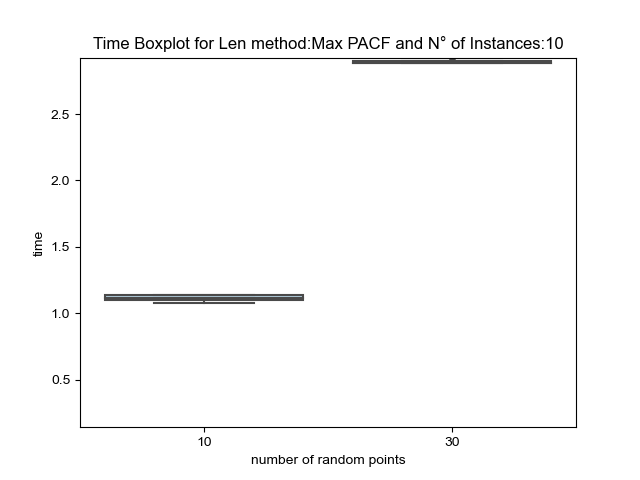 Time Boxplot for Len method:Max PACF and N° of Instances:10
2.5
2.0
1.5
1.0
0.5
time
10 30
number of random points